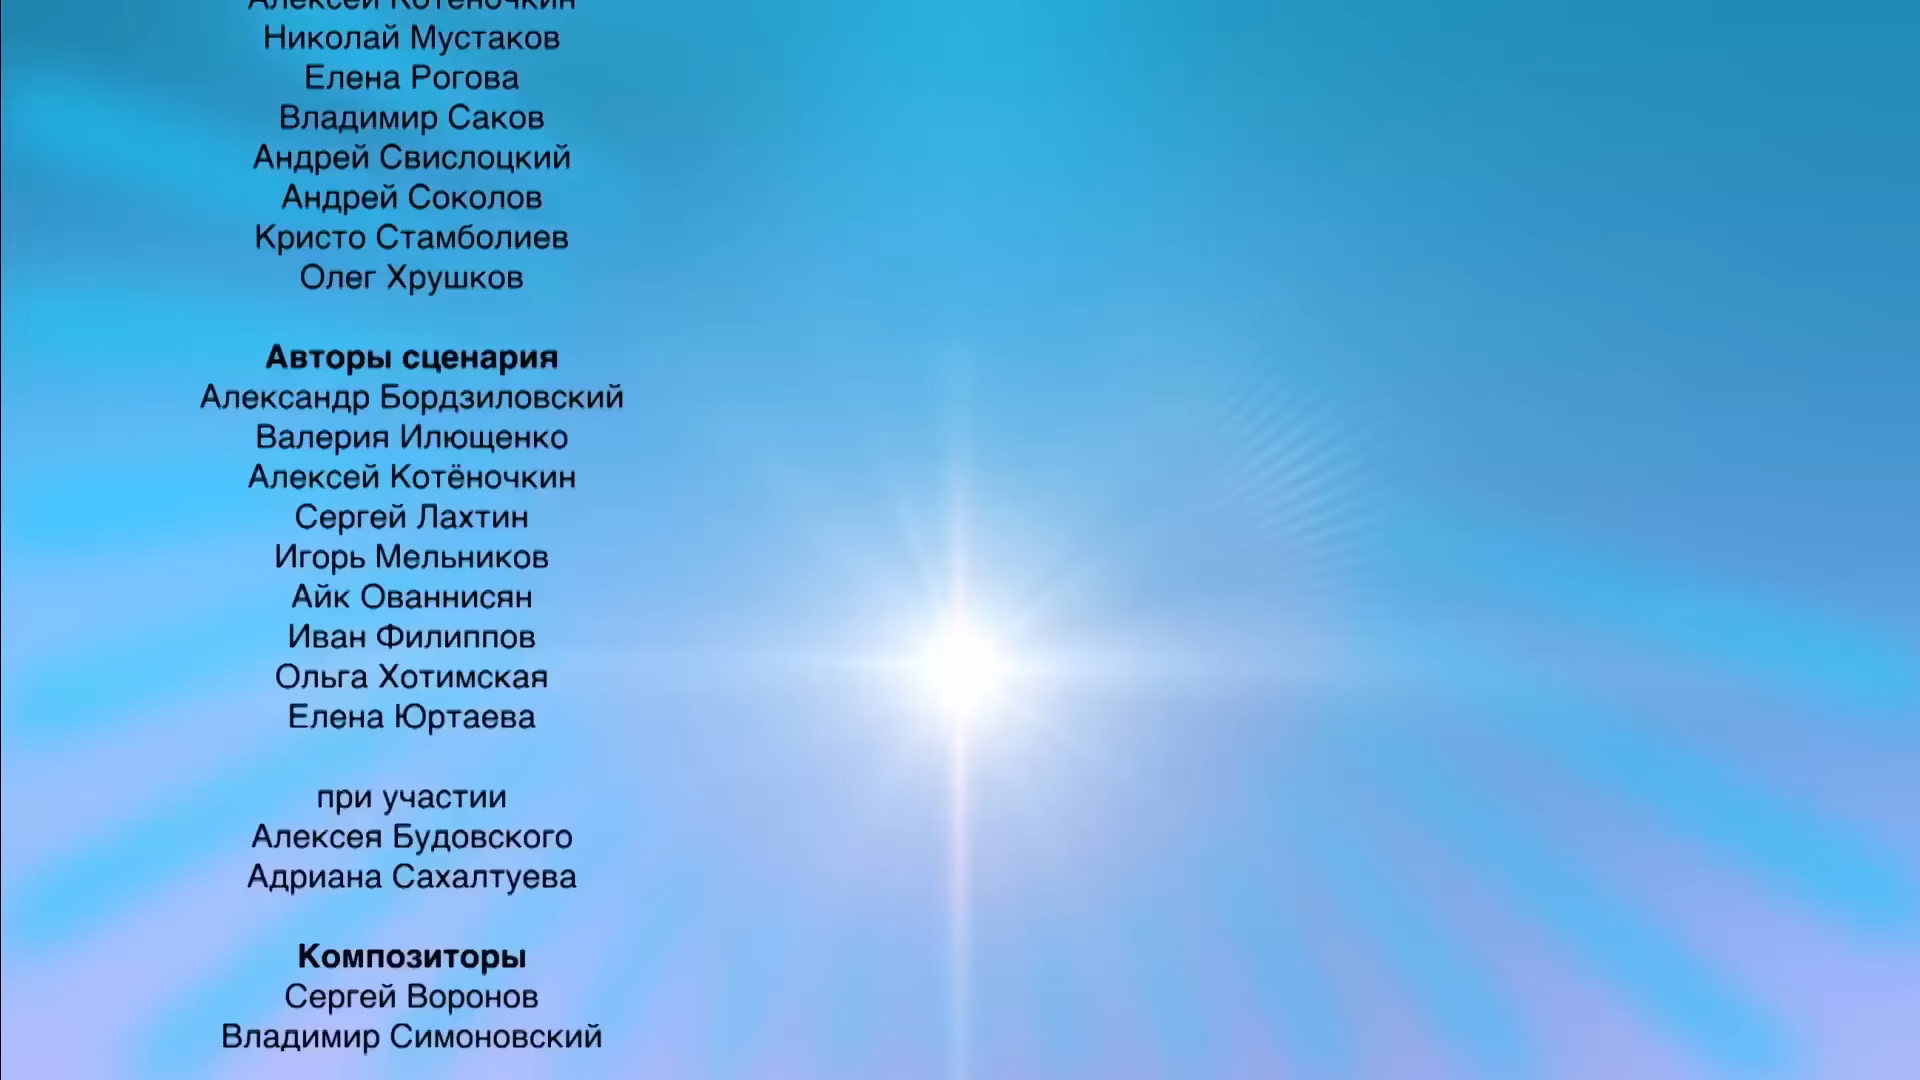 Алексей Котёночкин
Николай Мустаков
Елена Рогова
Владимир Саков
Андрей Свислоцкий
Андрей Соколов
Кристо Стамболиев
Олег Хрушков
Авторы сценария
Александр Бордзиловский
Валерия Илющенко
Алексей Котёночкин
Сергей Лахтин
Игорь Мельников
Айк Ованнисян
Иван Филиппов
Ольга Хотимская
Елена Юртаева
при участии
Алексея Будовского
Адриана Сахалтуева
Композиторы
Сергей Воронов
Владимир Симоновский